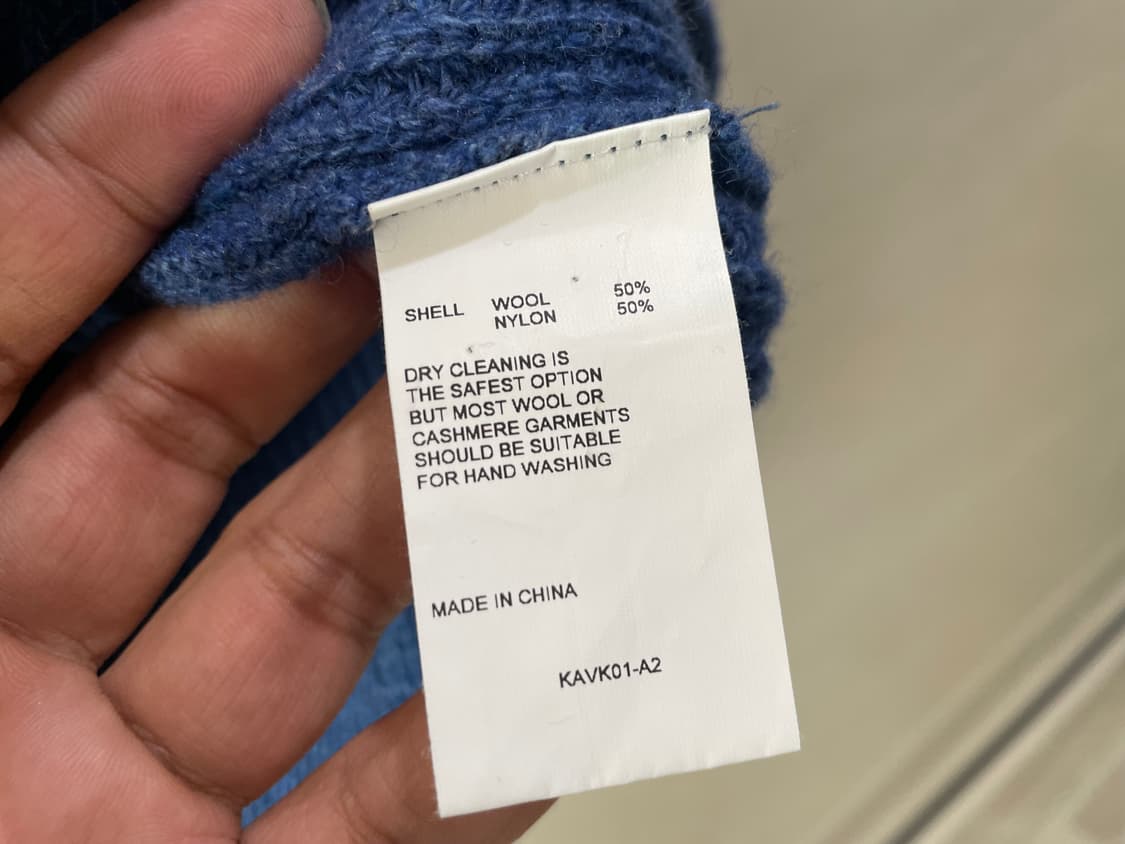 SHELL WOOL 50%
NYLON 50%
DRY CLEANING IS
THE SAFEST OPTION
BUT MOST WOOL OR
CASHMERE GARMENTS
SHOULD BE SUITABLE
FOR HAND WASHING
MADE IN CHINA
KAVK01-A2